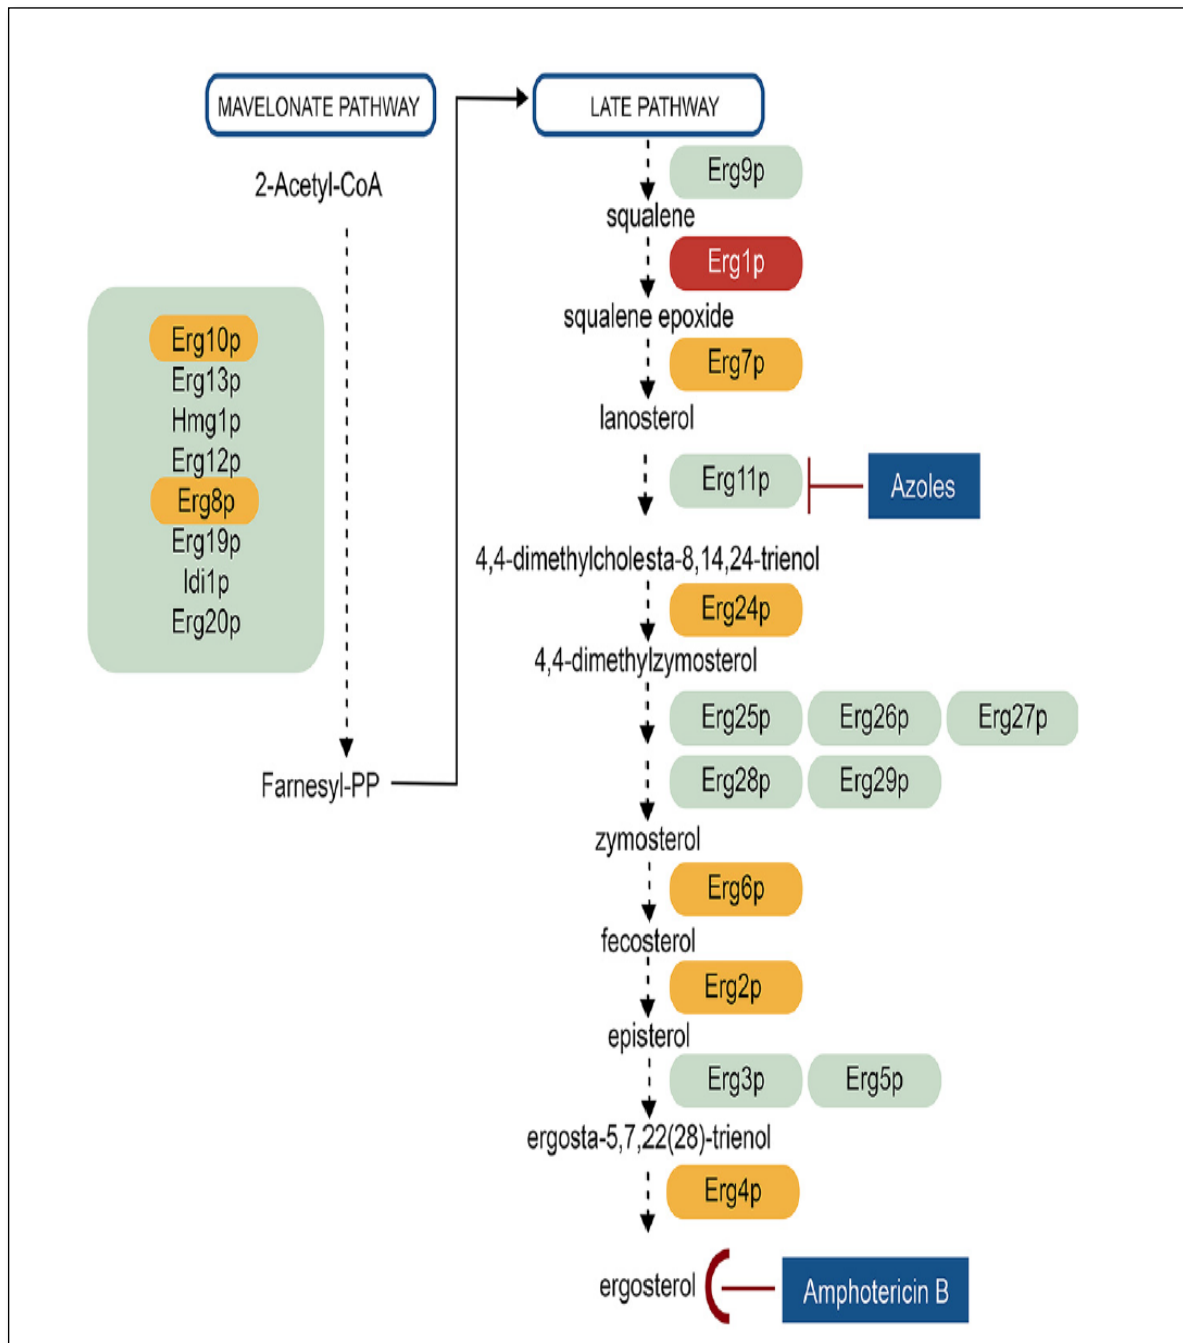 MAVELONATE PATHWAY
2-Acetyl-CoA
Erg10p
Erg13p
Hmg1p
Erg12p
Erg8p
Erg19p
Idi1p
Erg20p
Farnesyl-PP
LATE PATHWAY
Erg9p
squalene
Erg1p
squalene epoxide
Erg7p
lanosterol
Erg11p
Azoles
4,4-dimethylcholesta-8,14,24-trienol
Erg24p
4,4-dimethylzymosterol
Erg25p Erg26p Erg27p
Erg28p Erg29p
zymosterol
Erg6p
fecosterol
Erg2p
episterol
Erg3p Erg5p
ergosta-5,7,22(28)-trienol
Erg4p
ergosterol
Amphotericin B